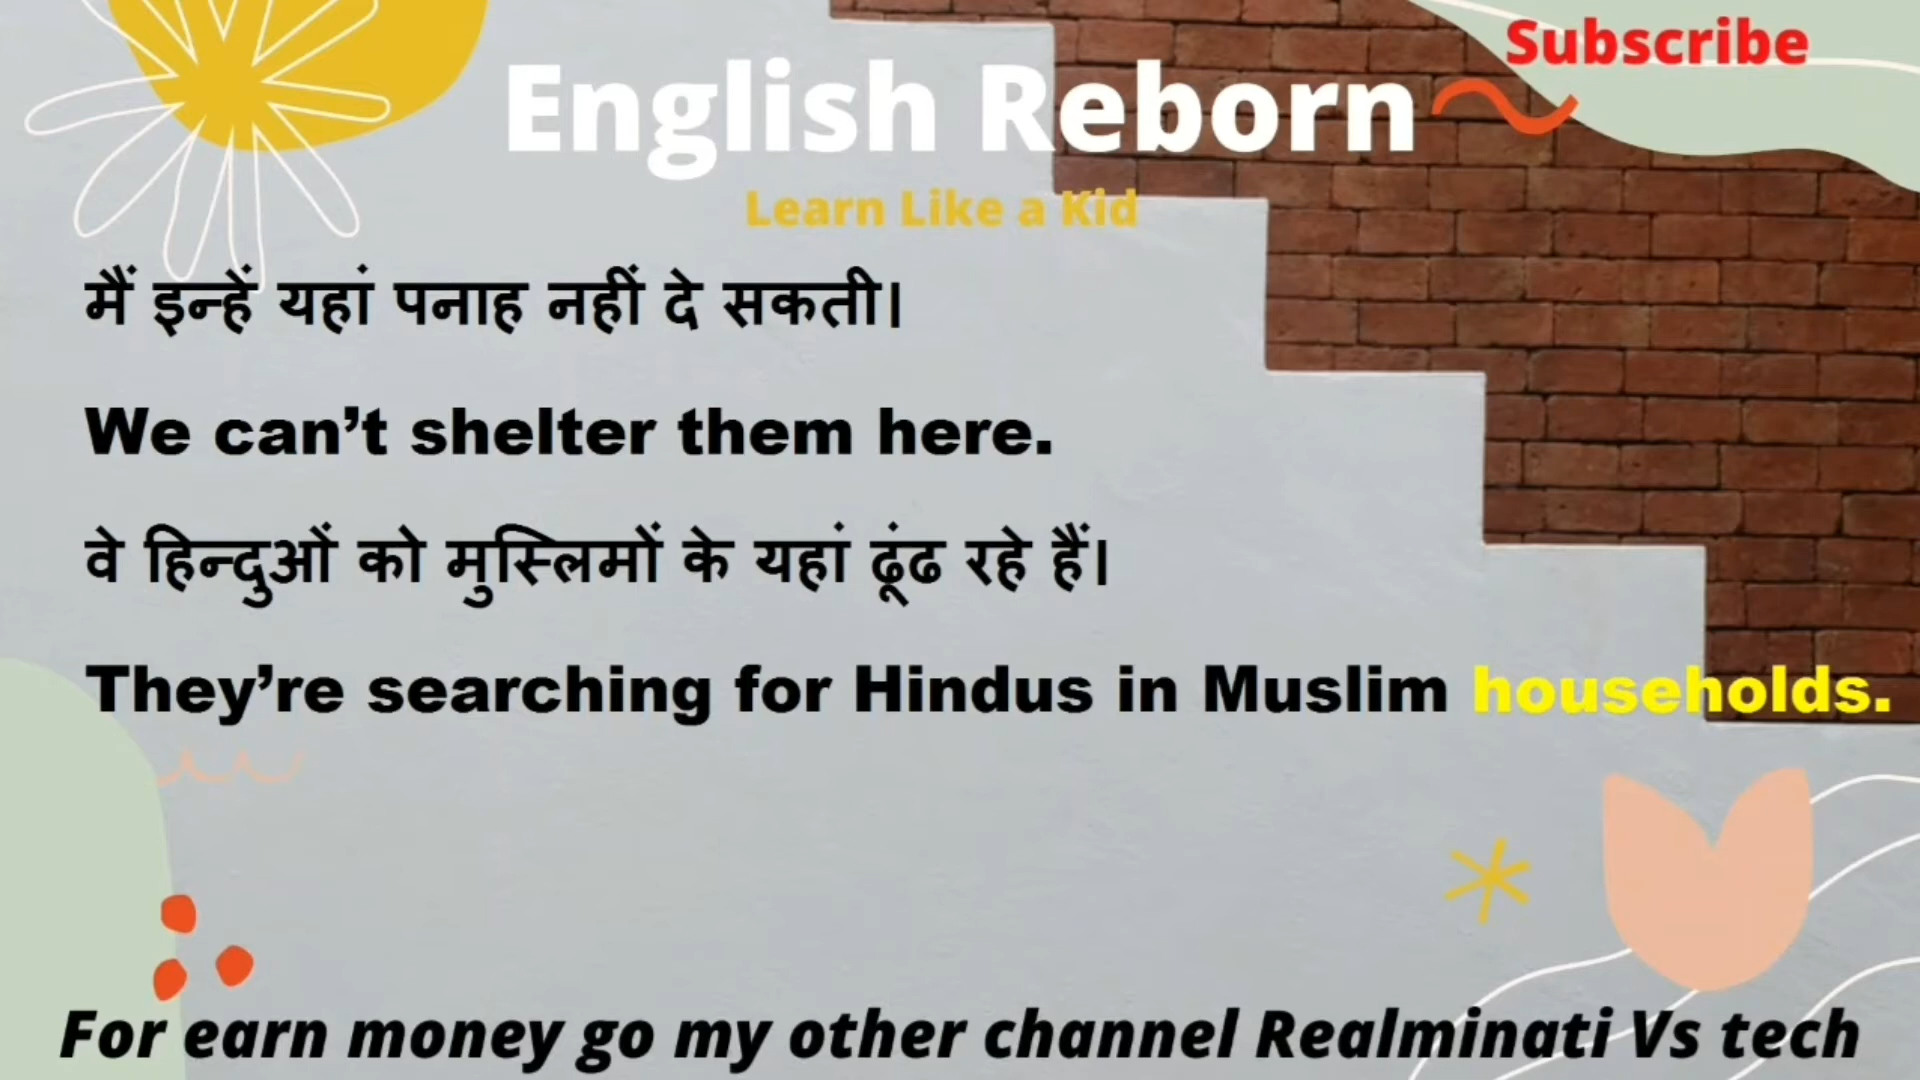 Subscribe
English Reborn
Learn Like a Kid
मैं इन्हें यहां पनाह नहीं दे सकती।
We can’t shelter them here.
वे हिन्दुओं को मुस्लिमों के यहां ढूंढ रहे हैं।
They’re searching for Hindus in Muslim households.
For earn money go my other channel Realminati Vs tech